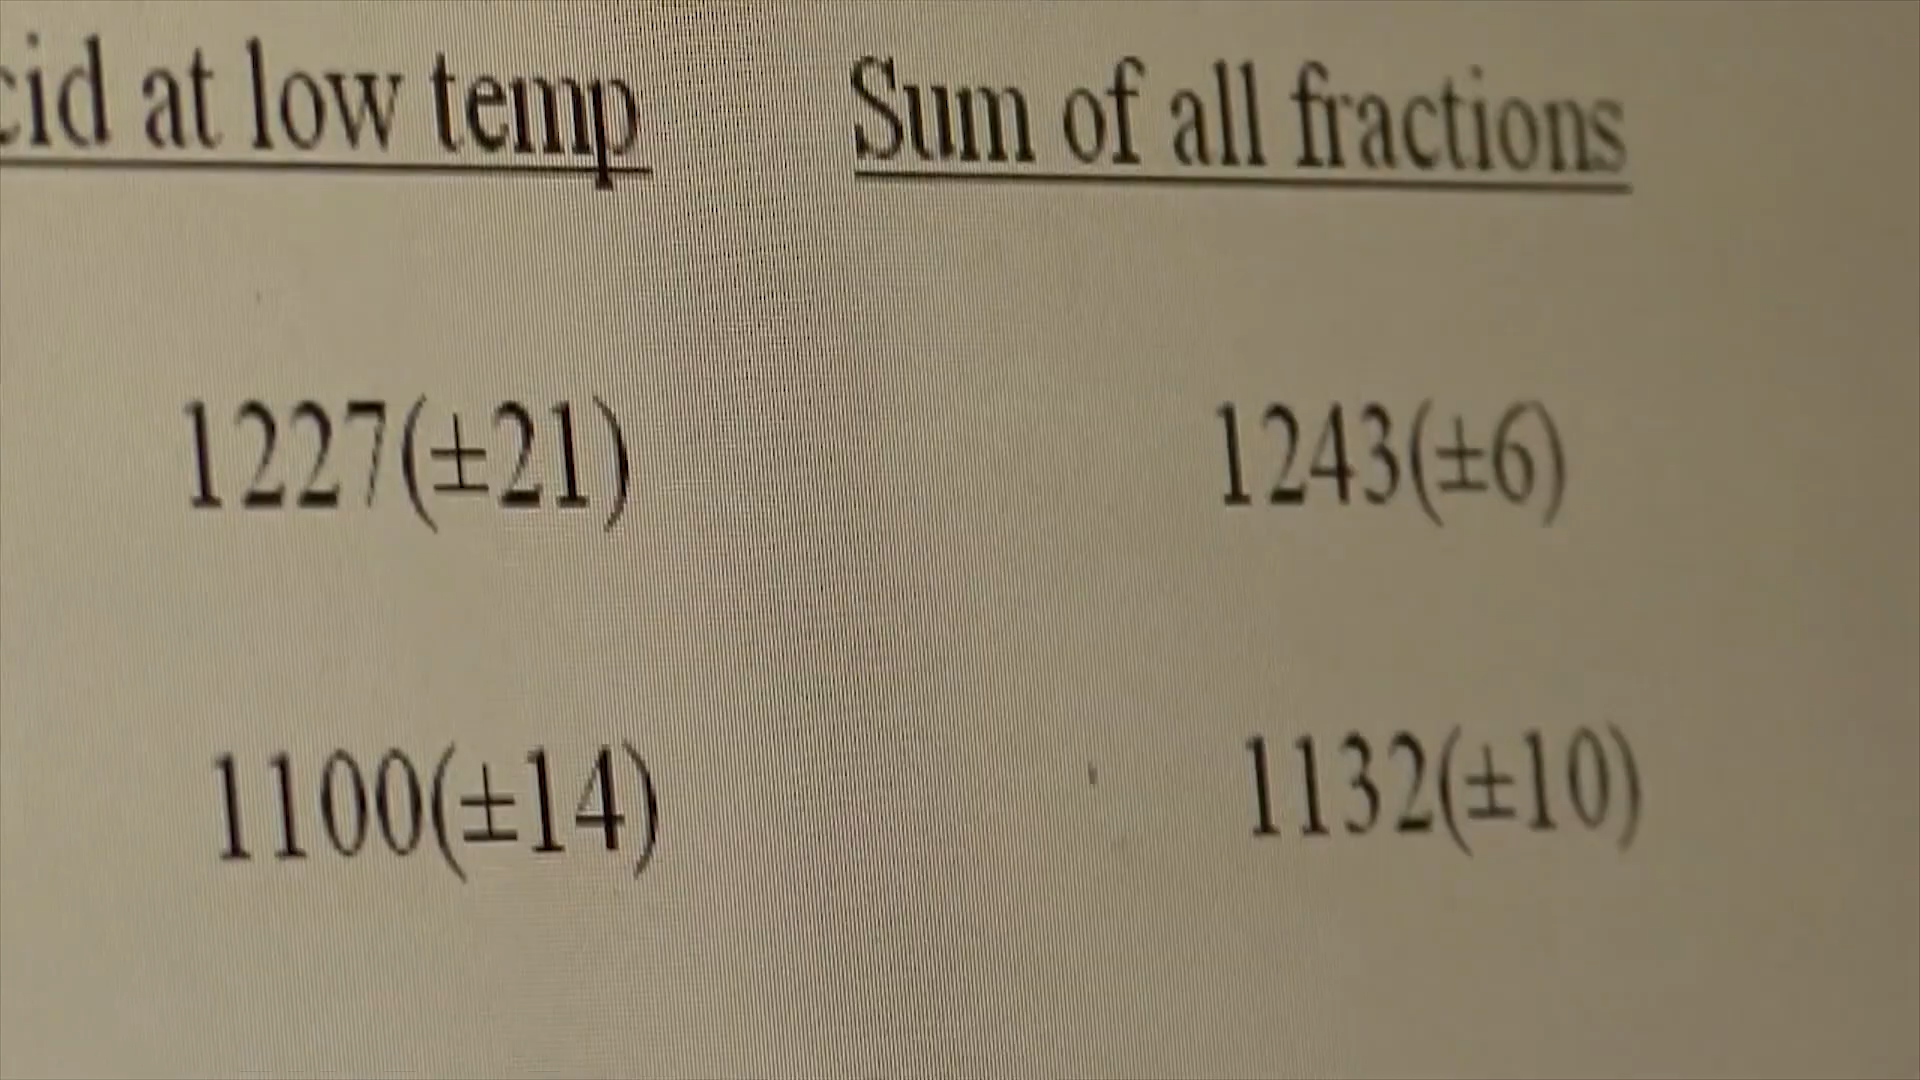 cid at low temp Sum of all fractions
1227(±21) 1243(±6)
1100(±14) 1132(±10)